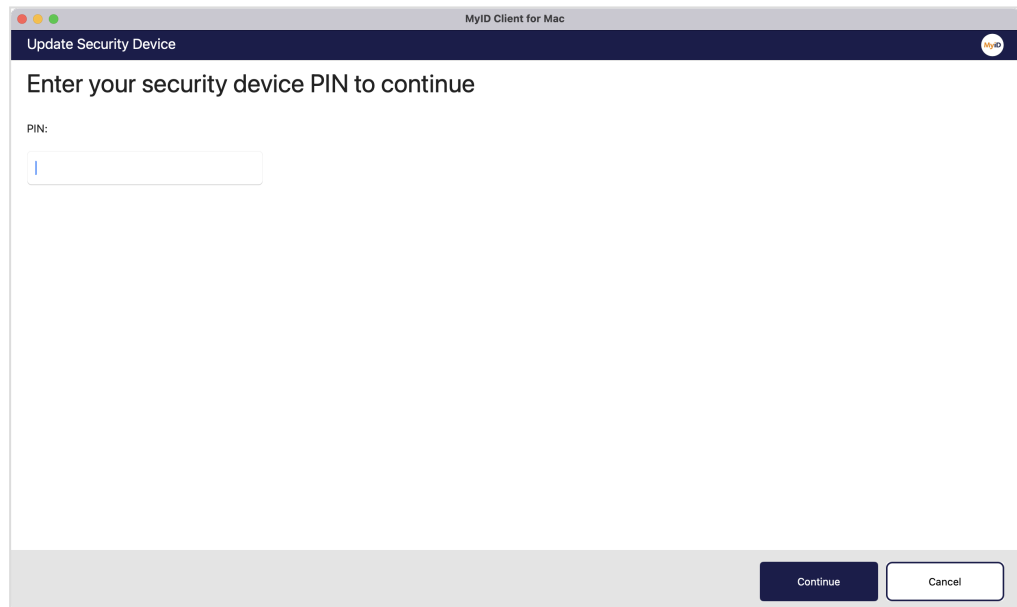 MyID Client for Mac
Update Security Device
MyID
Enter your security device PIN to continue
PIN:
Continue
Cancel